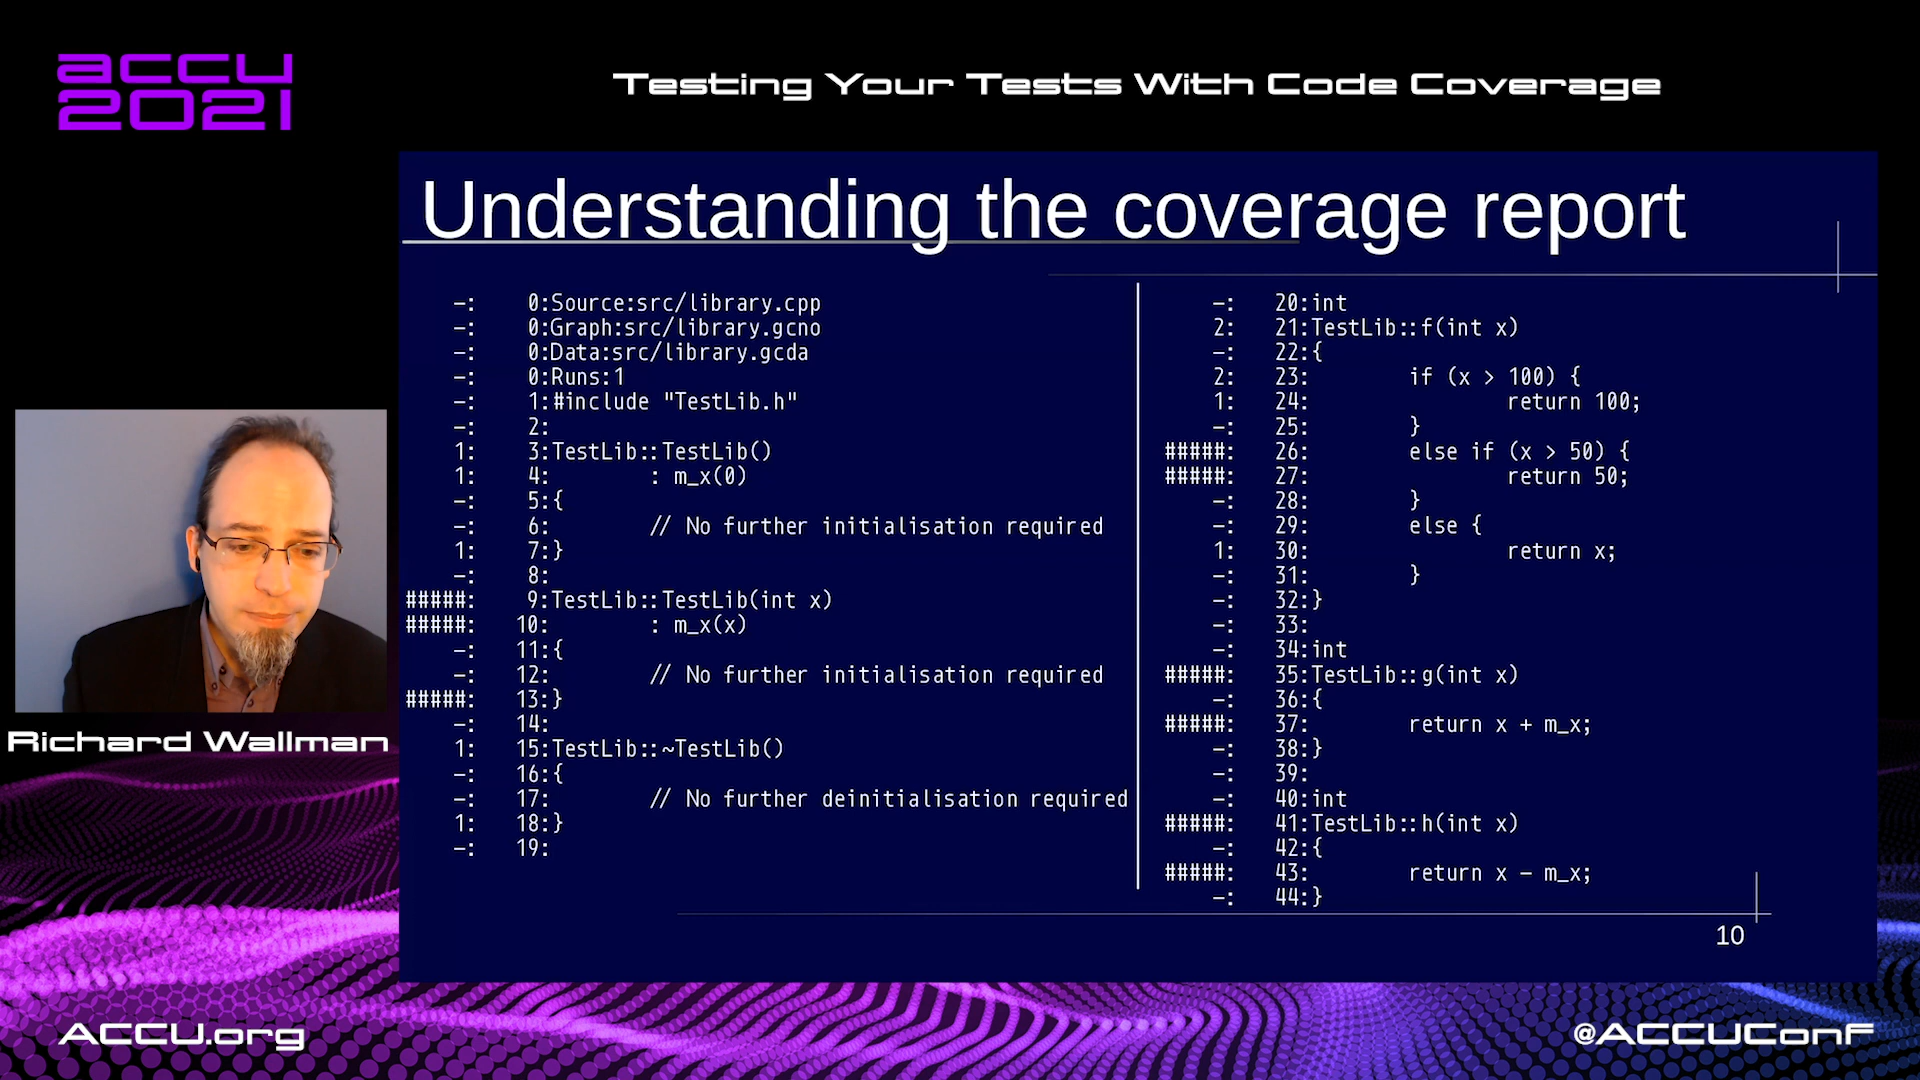 accu
2021
Testing Your Tests With Code Coverage
Understanding the coverage report
-: 0:Source:src/library.cpp
-: 0:Graph:src/library.gcno
-: 0:Data:src/library.gcda
-: 0:Runs:1
-: 1:#include "TestLib.h"
-: 2:
1: 3:TestLib::TestLib()
1: 4: : m_x(0)
-: 5:{
-: 6: // No further initialisation required
1: 7:}
-: 8:
#####: 9:TestLib::TestLib(int x)
#####: 10: : m_x(x)
-: 11:{
-: 12: // No further initialisation required
#####: 13:}
-: 14:
1: 15:TestLib::~TestLib()
-: 16:{
-: 17: // No further deinitialisation required
1: 18:}
-: 19:
-: 20:int
2: 21:TestLib::f(int x)
-: 22:{
2: 23: if (x > 100) {
1: 24: return 100;
-: 25: }
#####: 26: else if (x > 50) {
#####: 27: return 50;
-: 28: }
-: 29: else {
1: 30: return x;
-: 31: }
-: 32:}
-: 33:
-: 34:int
#####: 35:TestLib::g(int x)
-: 36:{
#####: 37: return x + m_x;
-: 38:}
-: 39:
-: 40:int
#####: 41:TestLib::h(int x)
-: 42:{
#####: 43: return x - m_x;
-: 44:}
10
Richard Wallman
ACCU.org
@ACCUConf